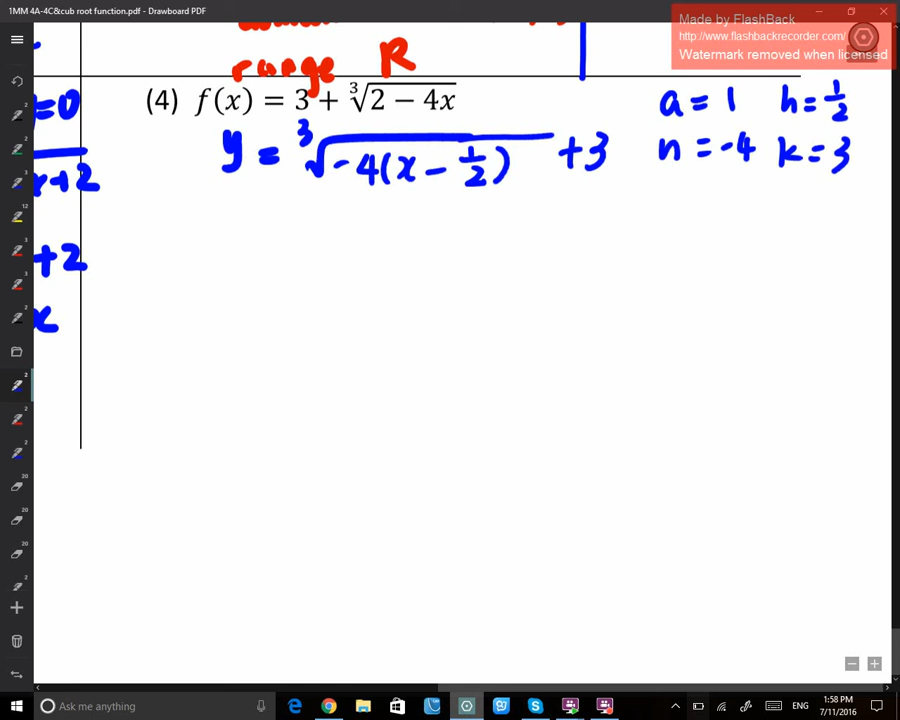 1MM 4A-4C&cub root function.pdf - Drawboard PDF
Made by FlashBack
http://www.flashbackrecorder.com/
Watermark removed when licensed
range R
(4) f(x) = 3 + ∛(2 − 4x)
a = 1 h = 1/2
=0
y = ∛(-4(x - 1/2)) + 3 n = -4 k = 3
x+2
+2
x
Ask me anything
ENG
1:58 PM
7/11/2016